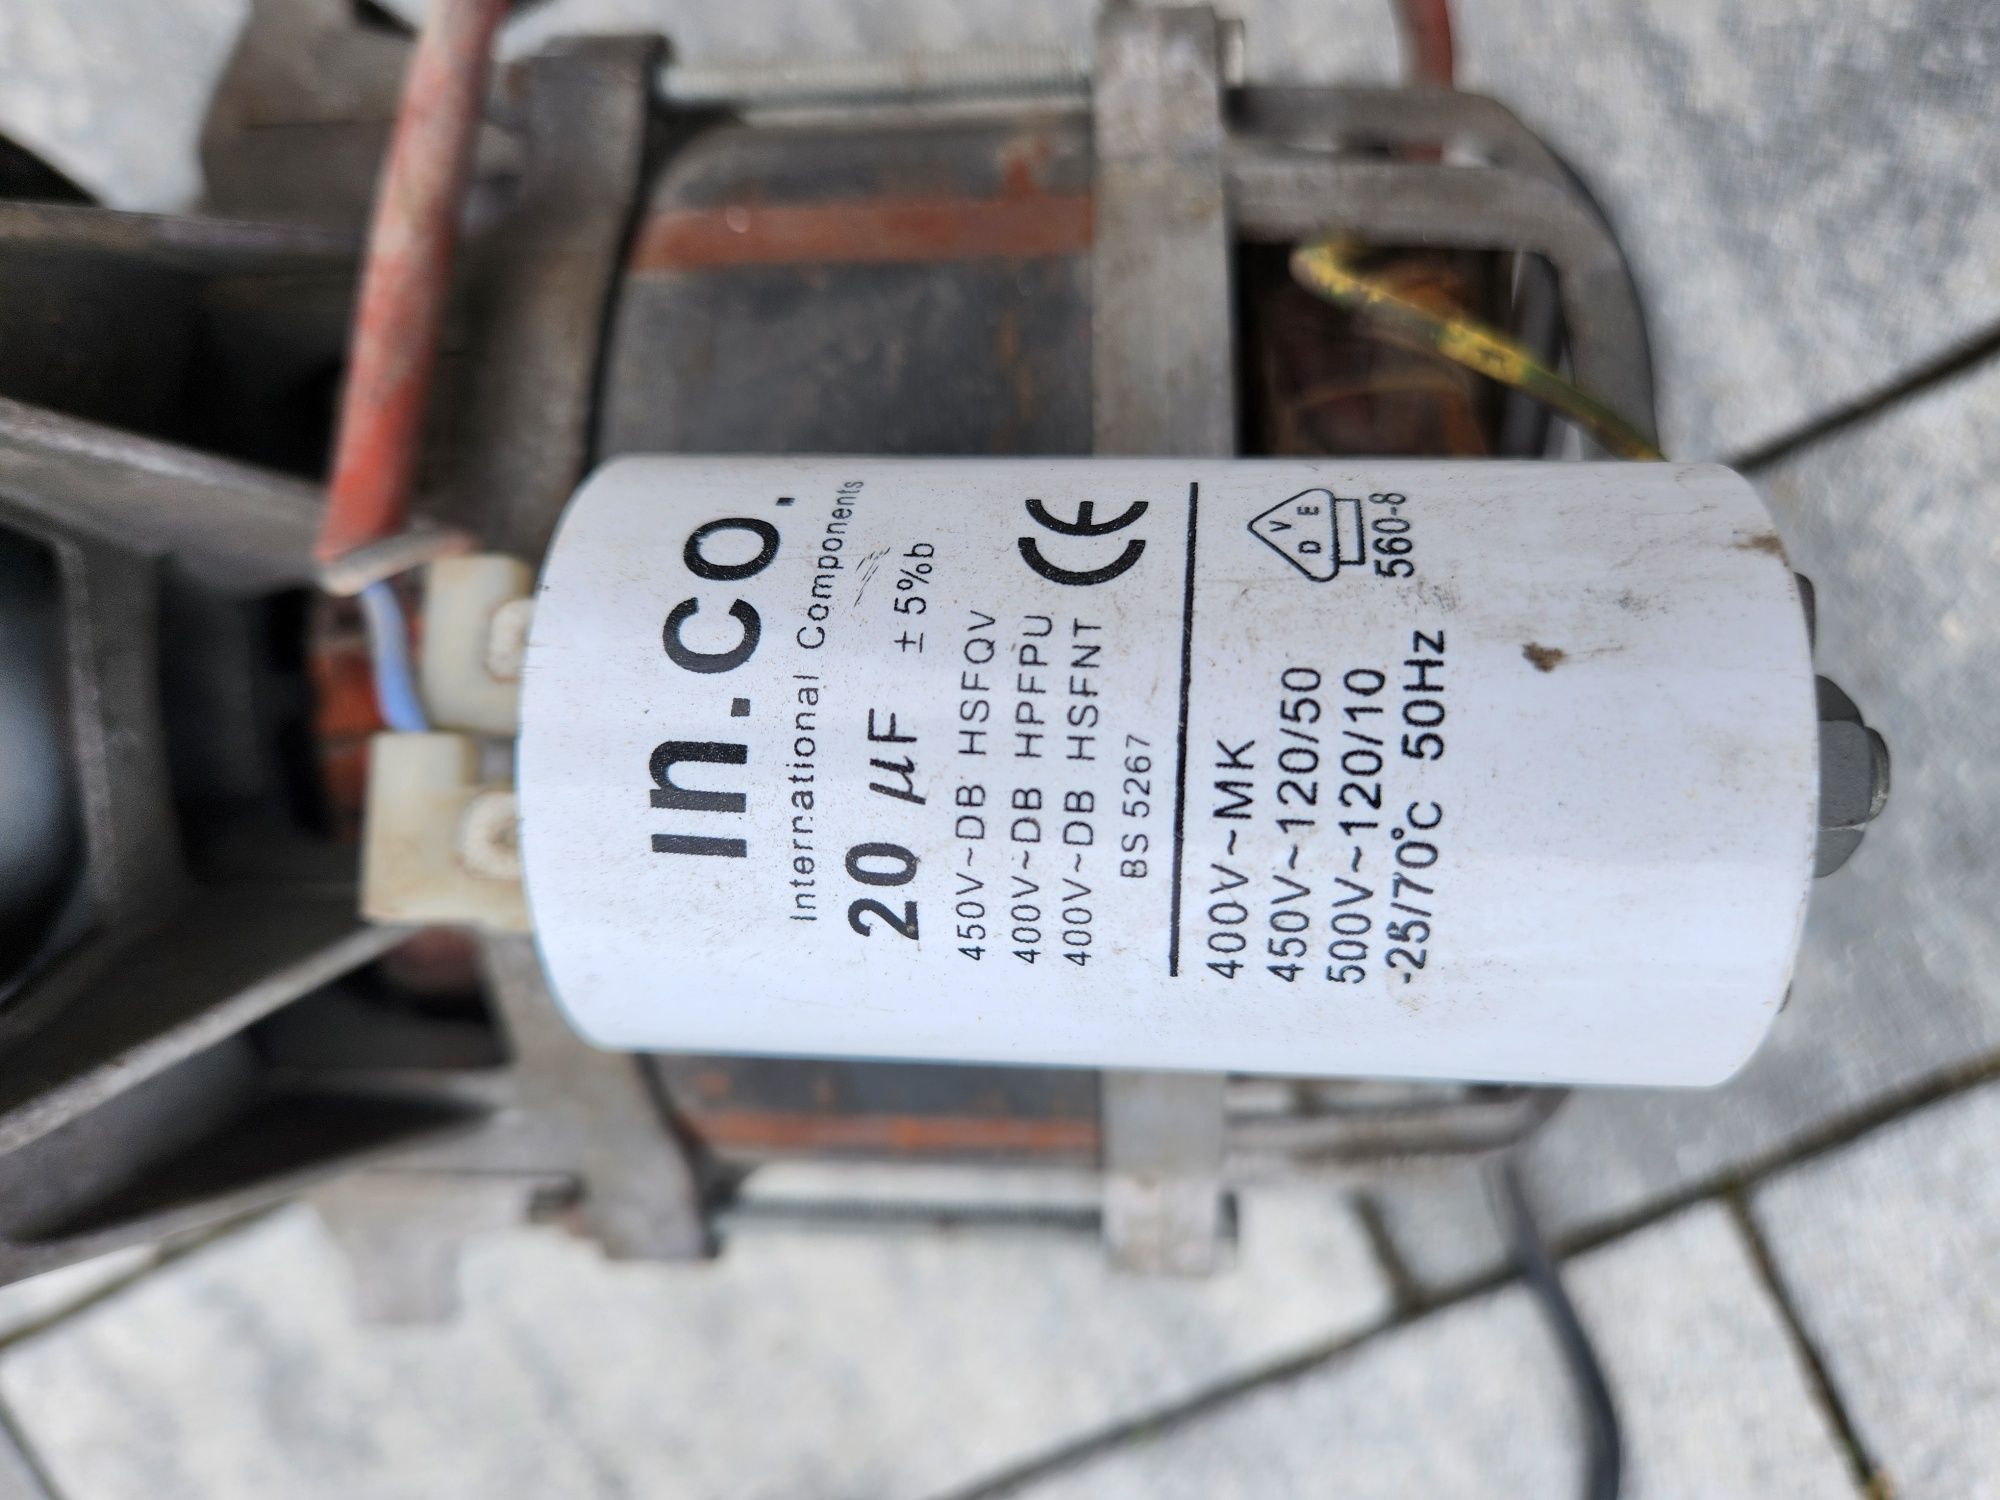 In.co.
International Components
20 µF ± 5%b
450V~DB HSFQV
400V~DB HPFPU
400V~DB HSFNT
CE
BS 5267
400V~MK
450V~120/50
500V~120/10
-25/70°C 50Hz
D V E
560-8